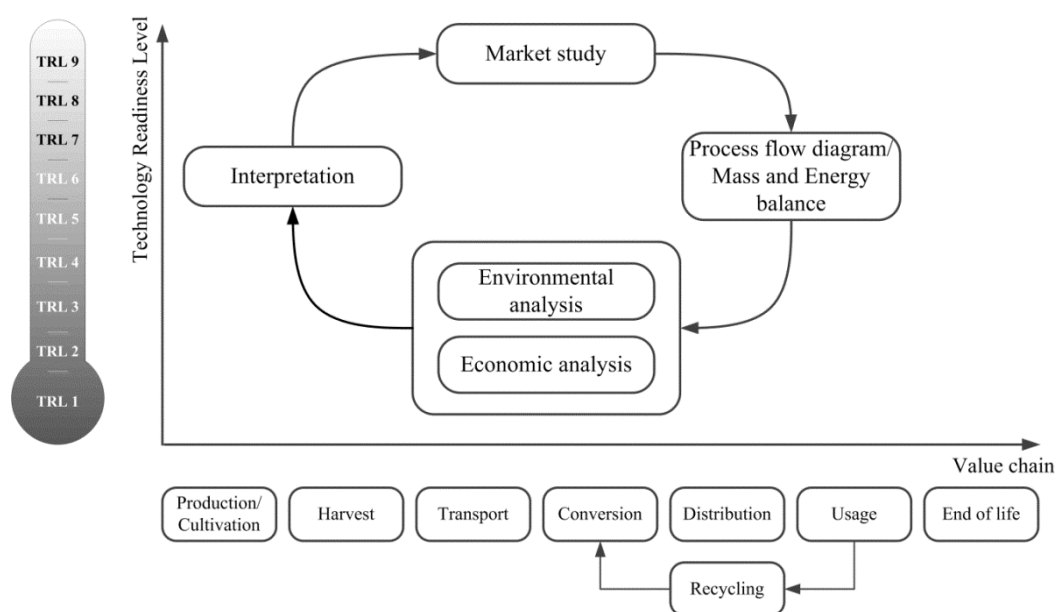 TRL 9
TRL 8
TRL 7
TRL 6
TRL 5
TRL 4
TRL 3
TRL 2
TRL 1
Technology Readiness Level
Market study
Process flow diagram/
Mass and Energy
balance
Interpretation
Environmental
analysis
Economic analysis
Value chain
Production/
Cultivation
Harvest
Transport
Conversion
Distribution
Usage
End of life
Recycling